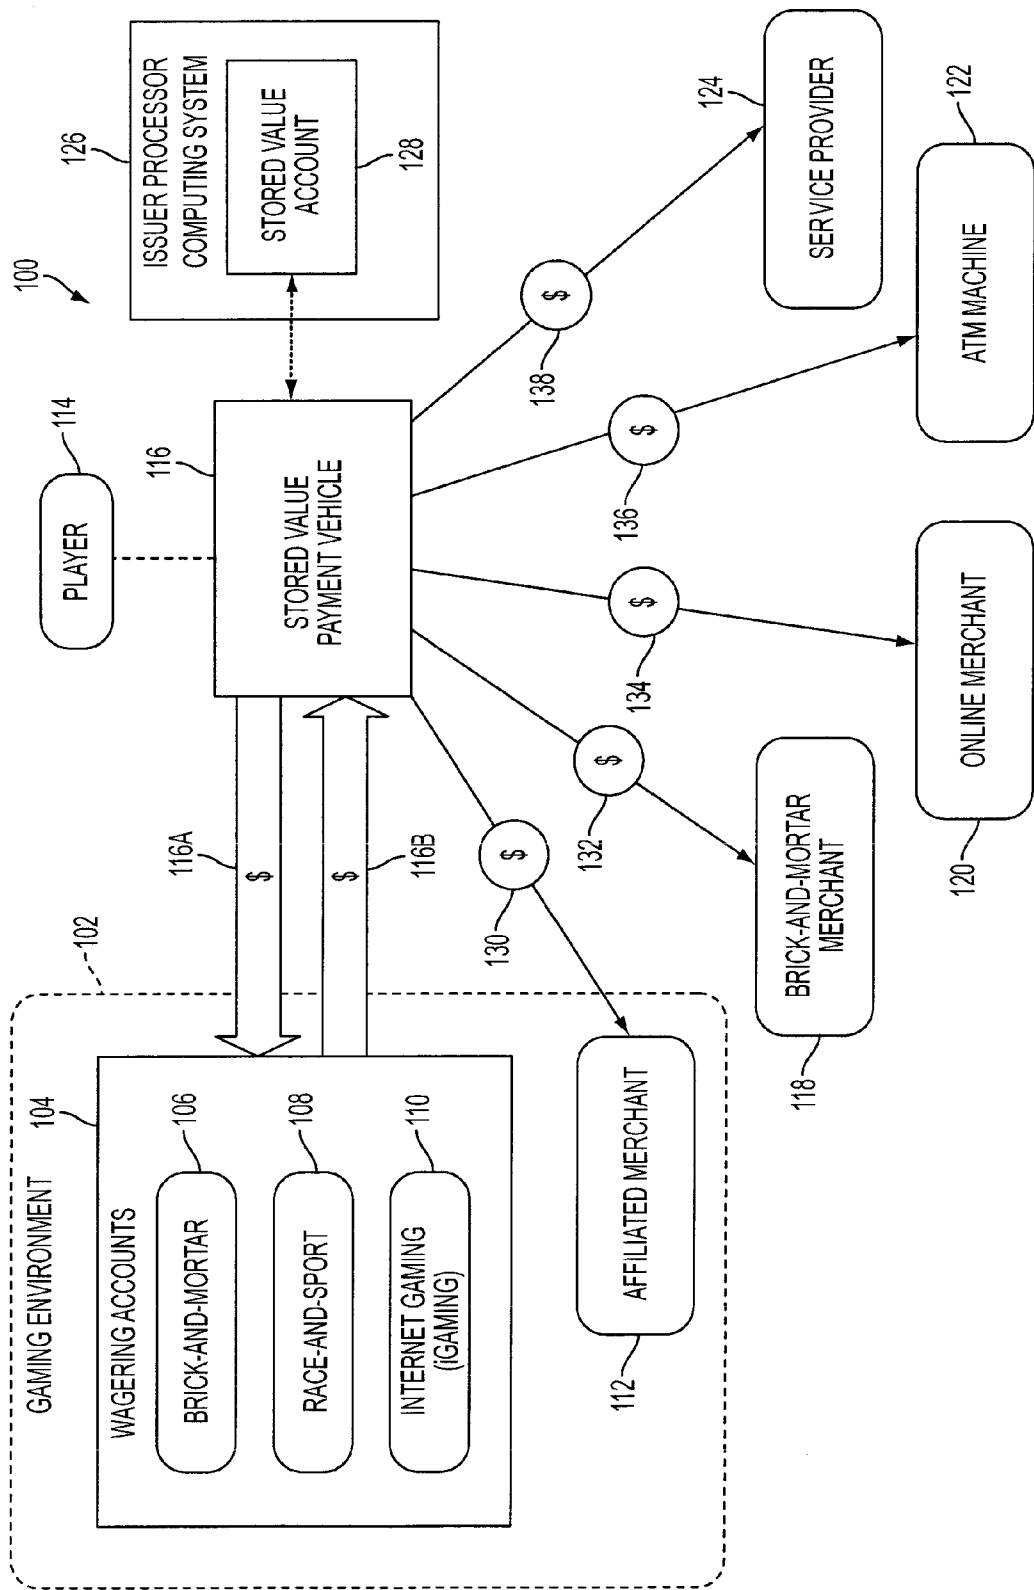 100
PLAYER
114
GAMING ENVIRONMENT
102
104
WAGERING ACCOUNTS
BRICK-AND-MORTAR
106
RACE-AND-SPORT
108
INTERNET GAMING
(iGAMING)
110
116A
$
$
116B
116
STORED VALUE
PAYMENT VEHICLE
126
ISSUER PROCESSOR
COMPUTING SYSTEM
STORED VALUE
ACCOUNT
128
$
130
$
132
$
134
$
136
$
138
AFFILIATED MERCHANT
112
BRICK-AND-MORTAR
MERCHANT
118
ONLINE MERCHANT
120
ATM MACHINE
122
SERVICE PROVIDER
124